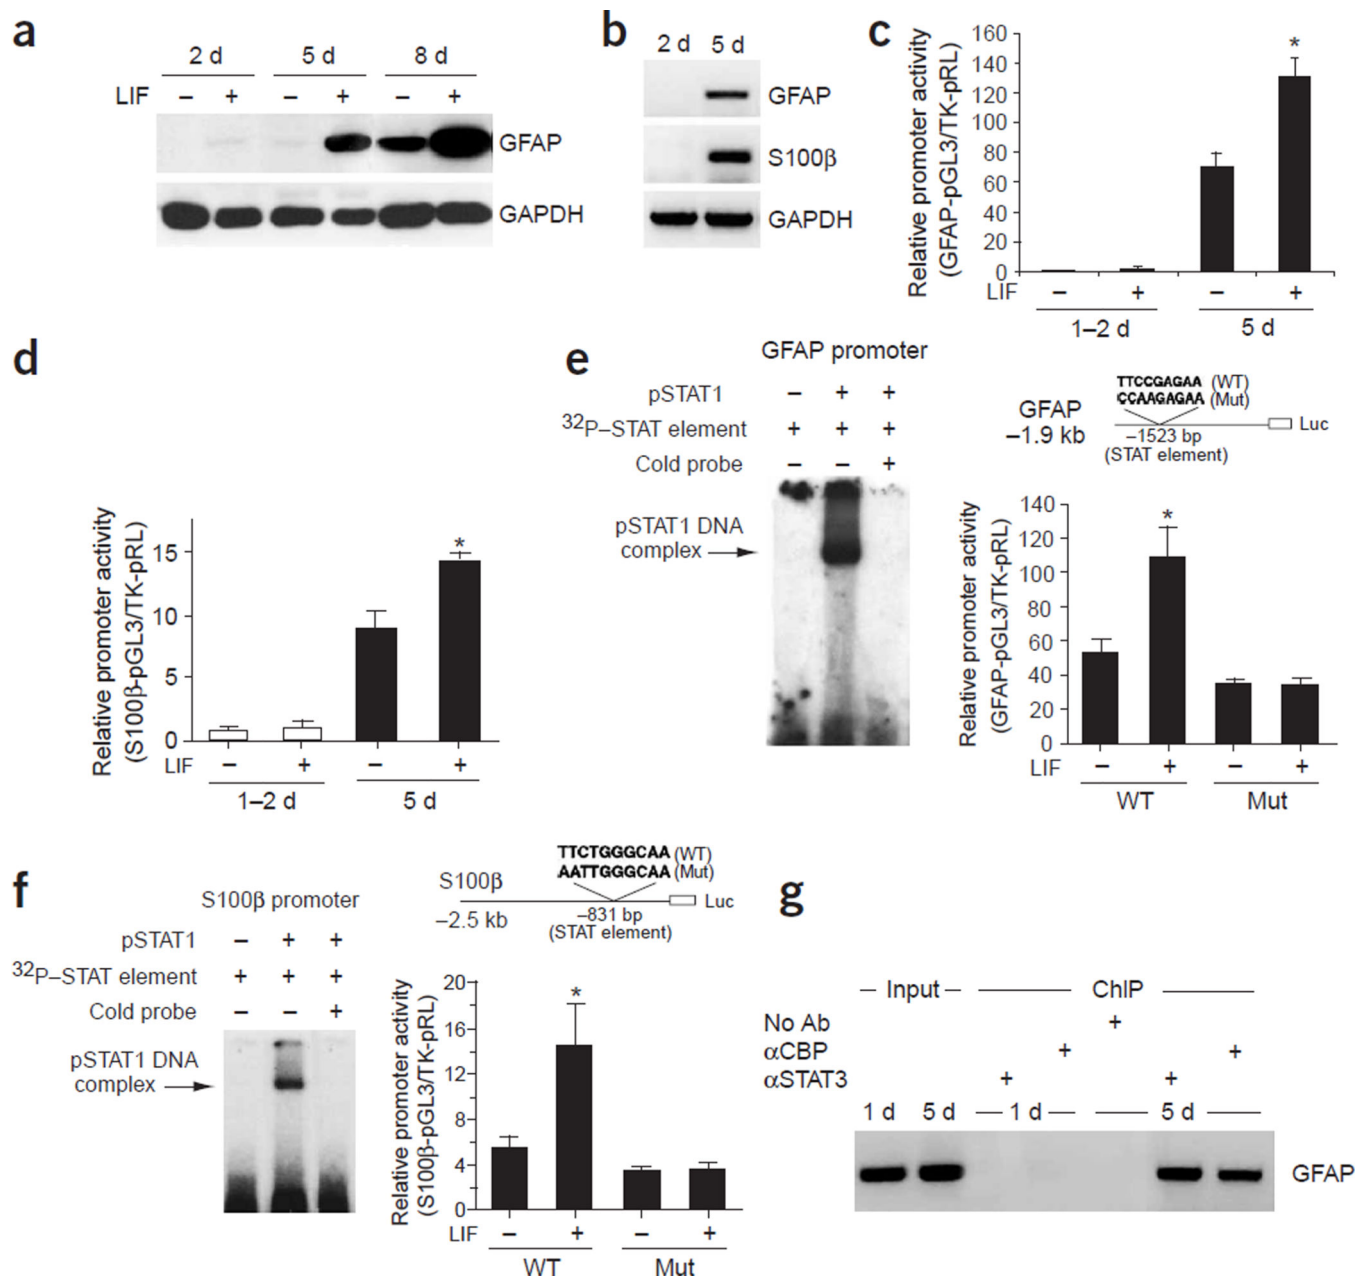 a
2 d 5 d 8 d
LIF – + – + – +
GFAP
GAPDH
b
2 d 5 d
GFAP
S100β
GAPDH
c
Relative promoter activity
(GFAP-pGL3/TK-pRL)
160
140
120
100
80
60
40
20
0
*
LIF – + – +
1–2 d 5 d
d
Relative promoter activity
(S100β-pGL3/TK-pRL)
15
10
5
0
*
LIF – + – +
1–2 d 5 d
e
GFAP promoter
pSTAT1 – + +
32P–STAT element + + +
Cold probe – – +
pSTAT1 DNA
complex
TTCCGAGAA (WT)
CCAAGAGAA (Mut)
GFAP
–1.9 kb
Luc
–1523 bp
(STAT element)
Relative promoter activity
(GFAP-pGL3/TK-pRL)
140
120
100
80
60
40
20
0
*
LIF – + – +
WT Mut
f
S100β promoter
pSTAT1 – + +
32P–STAT element + + +
Cold probe +
pSTAT1 DNA
complex
TTCTGGGCAA (WT)
AATTGGGCAA (Mut)
S100β
–2.5 kb
Luc
–831 bp
(STAT element)
Relative promoter activity
(S100β-pGL3/TK-pRL)
20
16
12
8
4
0
*
LIF – + – +
WT Mut
g
Input ChIP
No Ab +
αCBP + +
αSTAT3 + +
1 d 5 d 1 d 5 d
GFAP